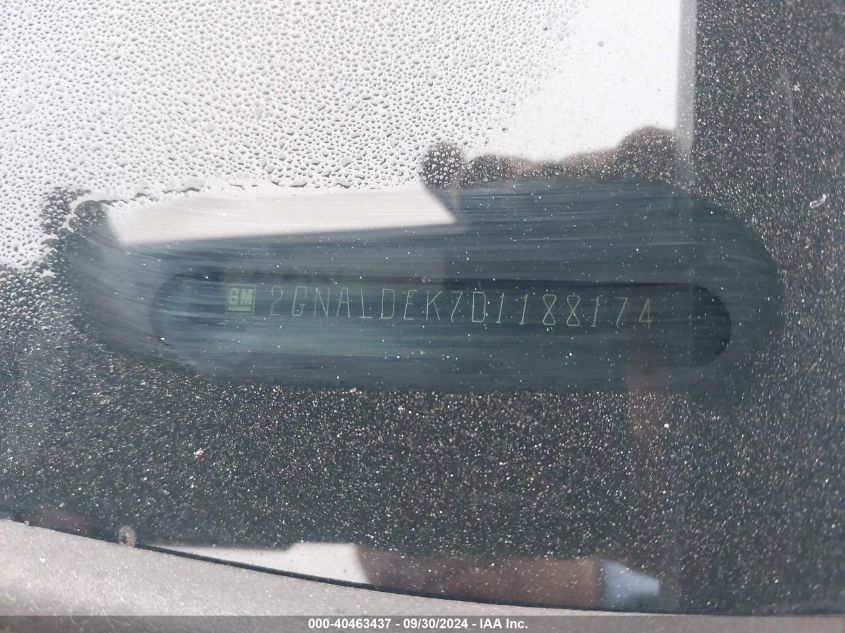 GM 2GNALDEK7D1188174
000-40463437 - 09/30/2024 - IAA Inc.